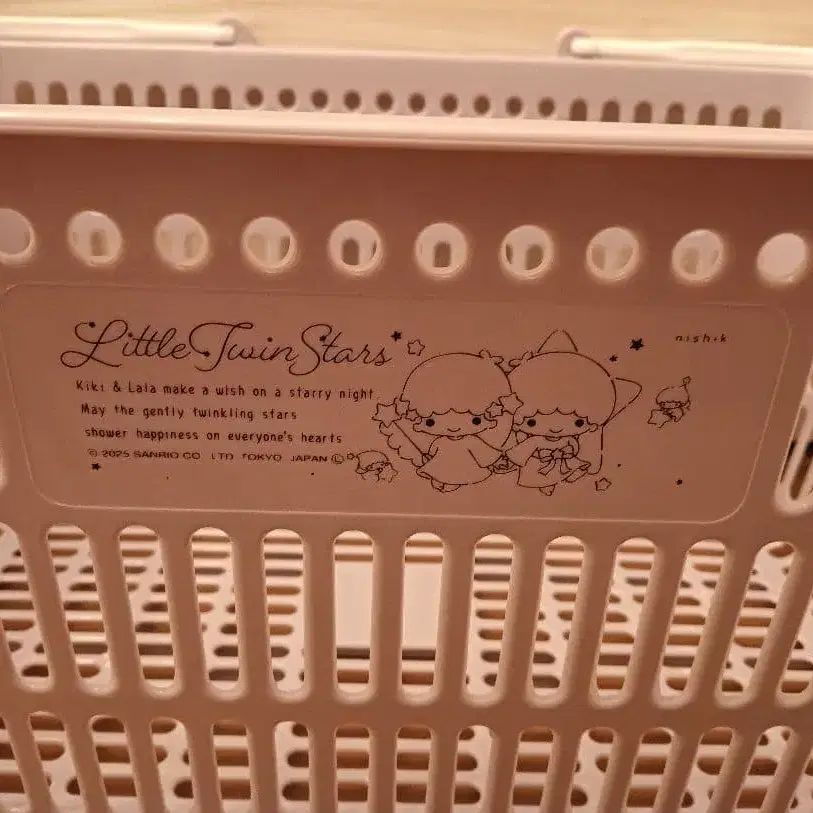 Little Twin Stars
Kiki & Lala make a wish on a starry night
May the gently twinkling stars
shower happiness on everyone's hearts
© 2025 SANRIO CO LTD TOKYO JAPAN Ⓛ
nishik